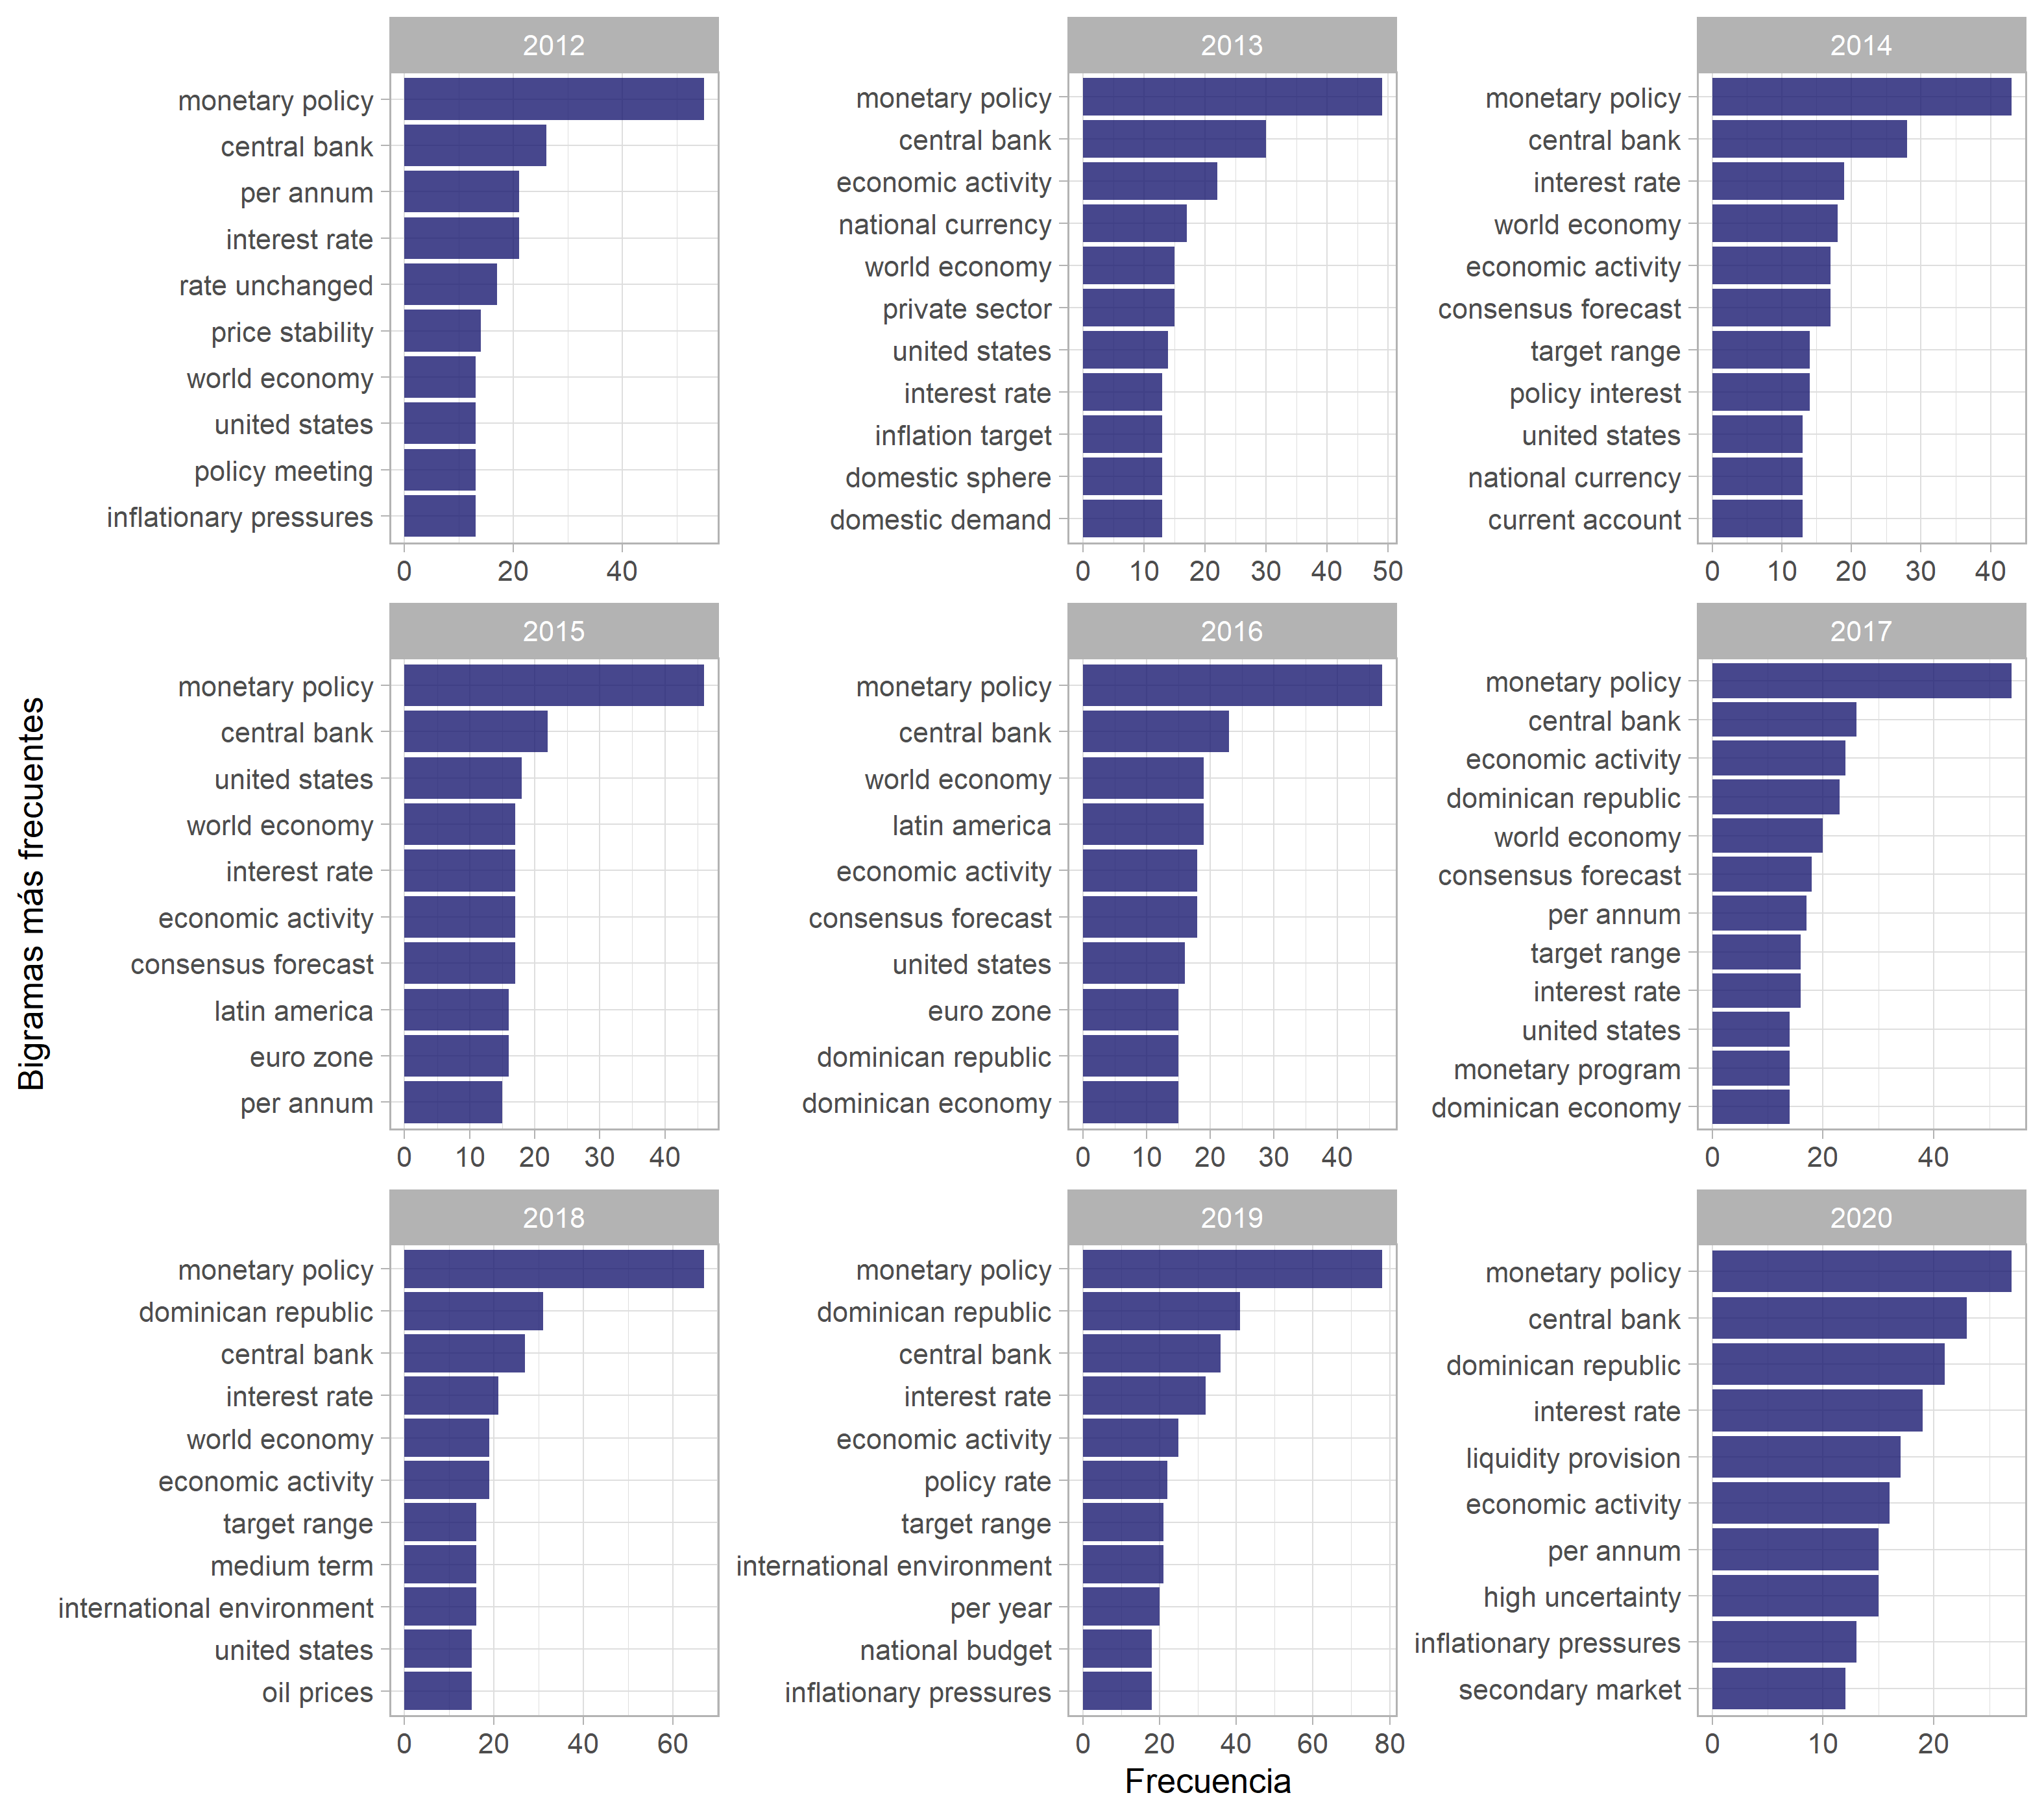 Bigramas más frecuentes
2012
monetary policy
central bank
per annum
interest rate
rate unchanged
price stability
world economy
united states
policy meeting
inflationary pressures
0 20 40
2013
monetary policy
central bank
economic activity
national currency
world economy
private sector
united states
interest rate
inflation target
domestic sphere
domestic demand
0 10 20 30 40 50
2014
monetary policy
central bank
interest rate
world economy
economic activity
consensus forecast
target range
policy interest
united states
national currency
current account
0 10 20 30 40
2015
monetary policy
central bank
united states
world economy
interest rate
economic activity
consensus forecast
latin america
euro zone
per annum
0 10 20 30 40
2016
monetary policy
central bank
world economy
latin america
economic activity
consensus forecast
united states
euro zone
dominican republic
dominican economy
0 10 20 30 40
2017
monetary policy
central bank
economic activity
dominican republic
world economy
consensus forecast
per annum
target range
interest rate
united states
monetary program
dominican economy
0 20 40
2018
monetary policy
dominican republic
central bank
interest rate
world economy
economic activity
target range
medium term
international environment
united states
oil prices
0 20 40 60
2019
monetary policy
dominican republic
central bank
interest rate
economic activity
policy rate
target range
international environment
per year
national budget
inflationary pressures
0 20 40 60 80
2020
monetary policy
central bank
dominican republic
interest rate
liquidity provision
economic activity
per annum
high uncertainty
inflationary pressures
secondary market
0 10 20
Frecuencia